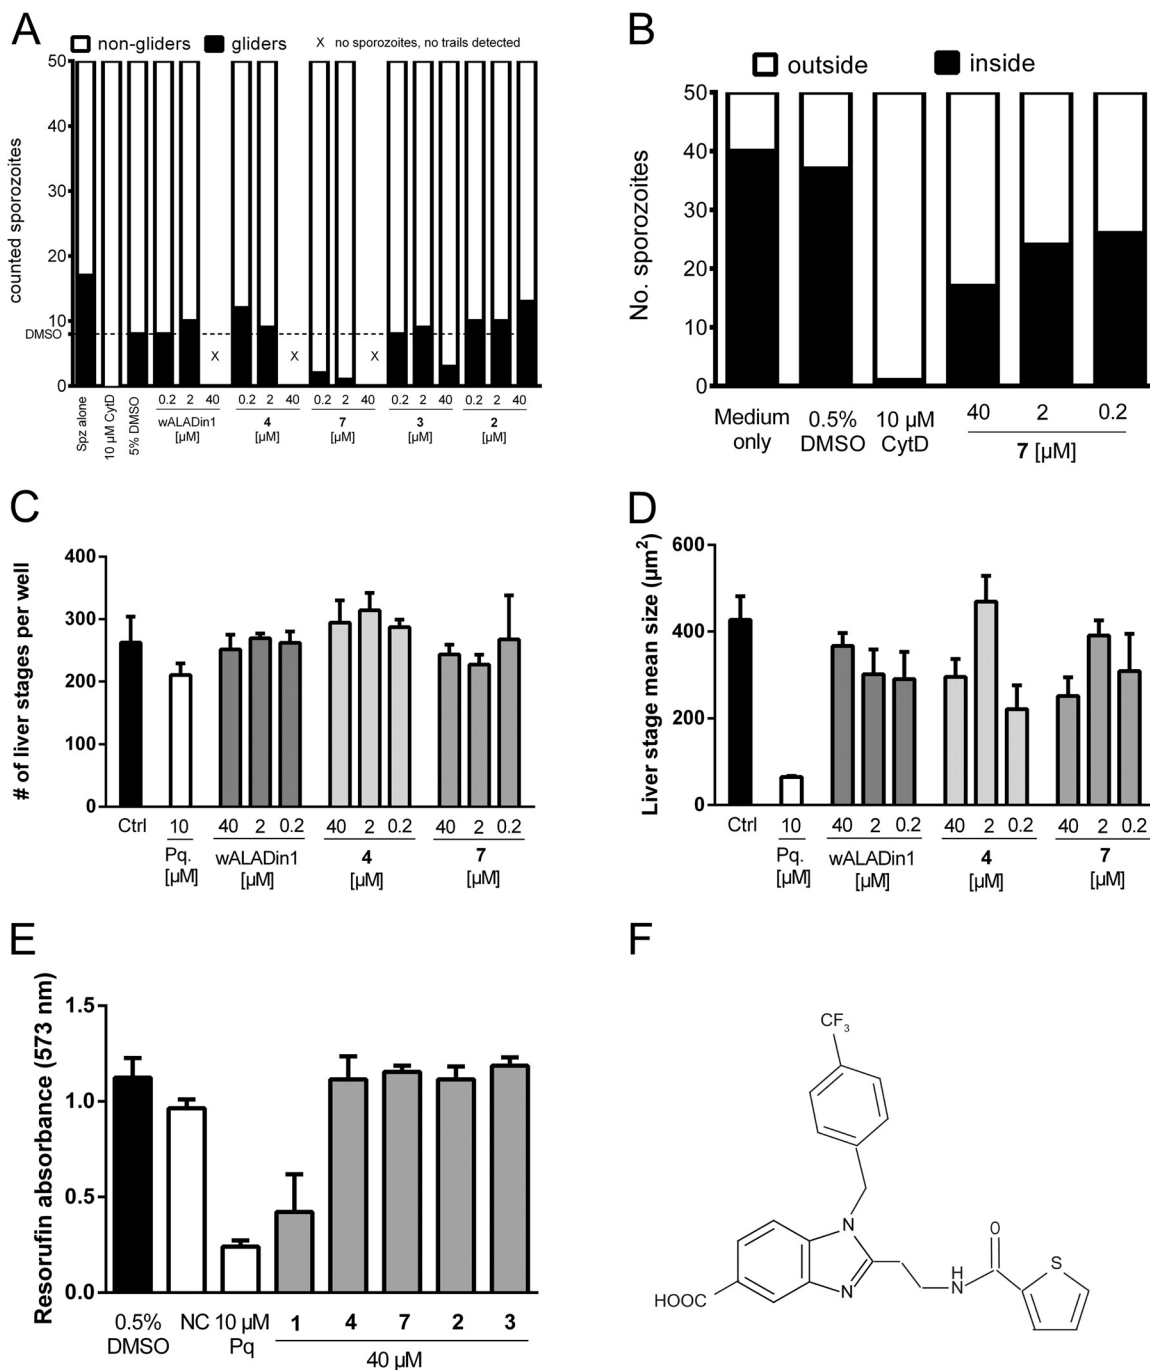 A
non-gliders gliders X no sporozoites, no trails detected
counted sporozoites
50
40
30
20
10
DMSO
0
X X X
Spz alone
10 µM CytD
5% DMSO
0.2 2 40 0.2 2 40 0.2 2 40 0.2 2 40 0.2 2 40
wALADin1 4 7 3 2
[µM] [µM] [µM] [µM] [µM]
B
outside inside
No. sporozoites
50
40
30
20
10
0
Medium 0.5% 10 µM 40 2 0.2
only DMSO CytD 7 [µM]
C
# of liver stages per well
400
300
200
100
0
Ctrl 10 40 2 0.2 40 2 0.2 40 2 0.2
Pq. wALADin1 4 7
[µM] [µM] [µM] [µM]
D
Liver stage mean size (µm²)
600
400
200
0
Ctrl 10 40 2 0.2 40 2 0.2 40 2 0.2
Pq. wALADin1 4 7
[µM] [µM] [µM] [µM]
E
Resorufin absorbance (573 nm)
1.5
1.0
0.5
0.0
0.5% NC 10 µM 1 4 7 2 3
DMSO Pq 40 µM
F
CF₃
N
O
S
N
N
H
HOOC